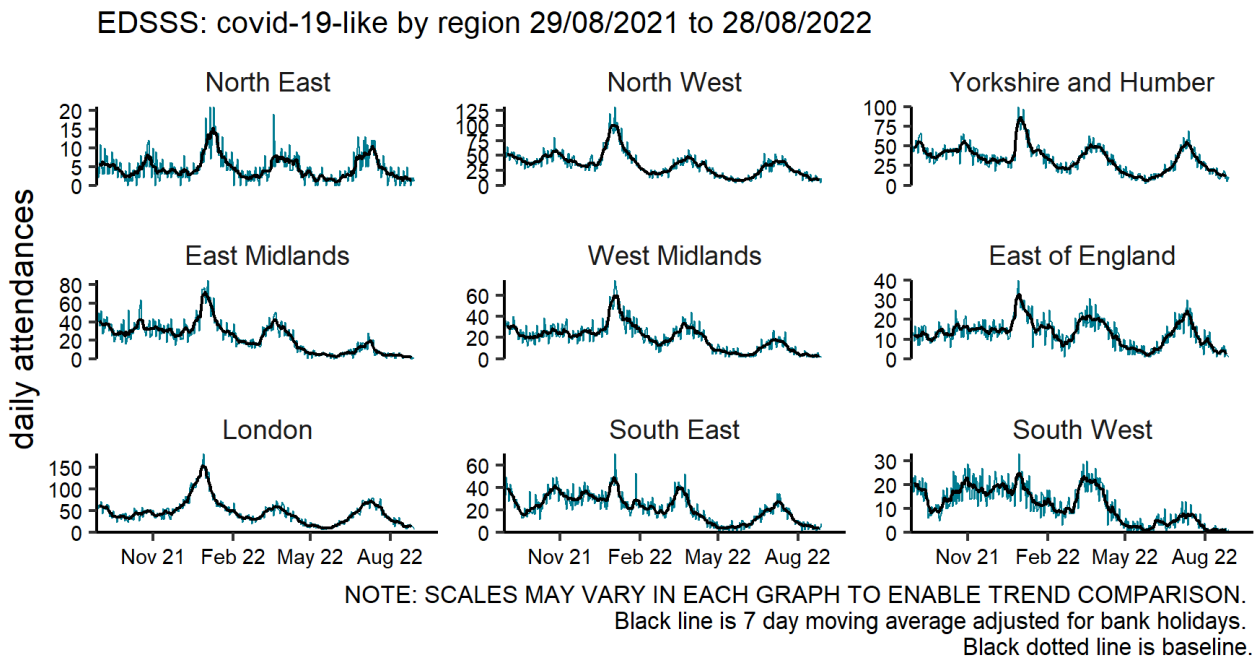 EDSSS: covid-19-like by region 29/08/2021 to 28/08/2022
North East
North West
Yorkshire and Humber
20
15
10
5
0
125
100
75
50
25
0
100
75
50
25
0
daily attendances
East Midlands
West Midlands
East of England
80
60
40
20
0
60
40
20
0
40
30
20
10
0
London
South East
South West
150
100
50
0
60
40
20
0
30
20
10
0
Nov 21 Feb 22 May 22 Aug 22
Nov 21 Feb 22 May 22 Aug 22
Nov 21 Feb 22 May 22 Aug 22
NOTE: SCALES MAY VARY IN EACH GRAPH TO ENABLE TREND COMPARISON.
Black line is 7 day moving average adjusted for bank holidays.
Black dotted line is baseline.